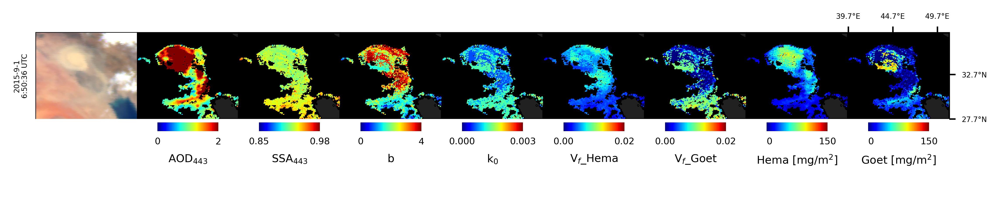 39.7°E 44.7°E 49.7°E
2015-9-1
6:50:36 UTC
32.7°N
27.7°N
0 2 0.85 0.98 0 4 0.000 0.003 0.00 0.02 0.00 0.02 0 150 0 150
AOD₄₄₃ SSA₄₄₃ b k₀ V_f_Hema V_f_Goet Hema [mg/m²] Goet [mg/m²]